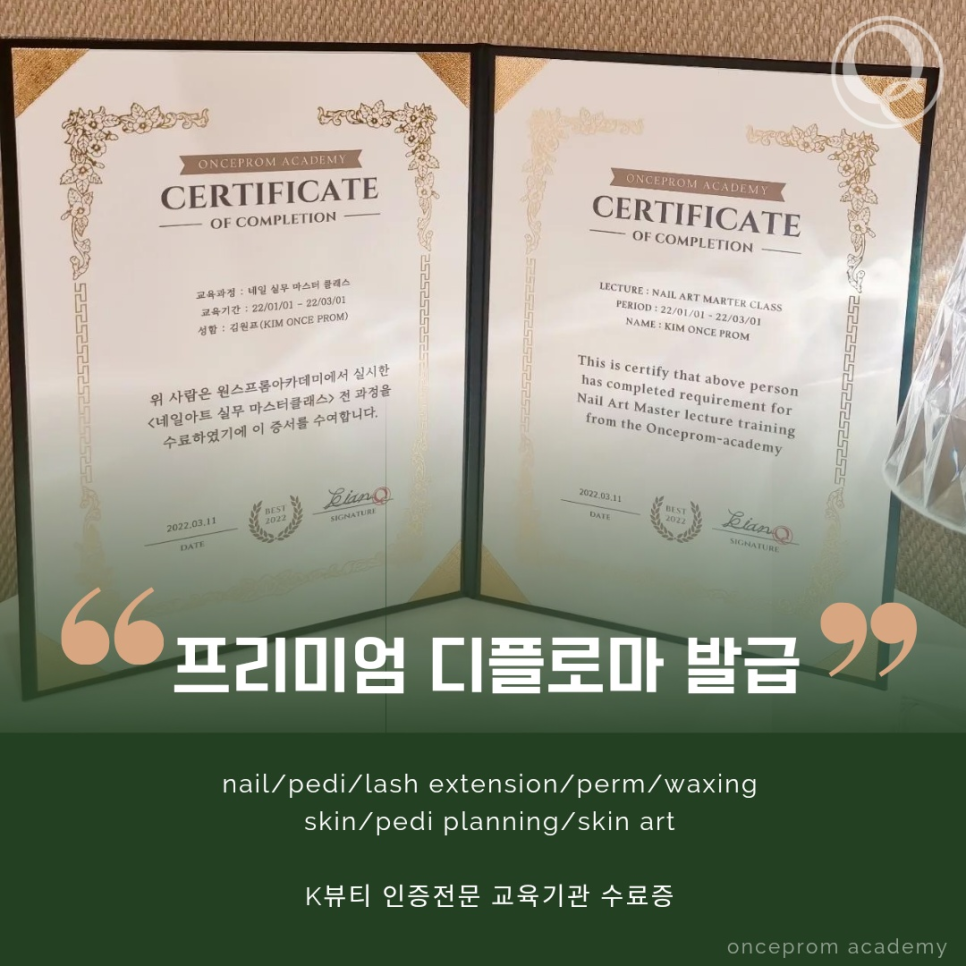 ONCEPROM ACADEMY
CERTIFICATE
OF COMPLETION
교육과정 : 네일 실무 마스터 클래스
교육기간 : 22/01/01 - 22/03/01
성함 : 김원프(KIM ONCE PROM)
위 사람은 원스프롬아카데미에서 실시한
<네일아트 실무 마스터클래스> 전 과정을
수료하였기에 이 증서를 수여합니다.
2022.03.11
DATE
BEST
2022
SIGNATURE
ONCEPROM ACADEMY
CERTIFICATE
OF COMPLETION
LECTURE : NAIL ART MARTER CLASS
PERIOD : 22/01/01 - 22/03/01
NAME : KIM ONCE PROM
This is certify that above person
has completed requirement for
Nail Art Master lecture training
from the Onceprom-academy
2022.03.11
DATE
BEST
2022
SIGNATURE
“프리미엄 디플로마 발급”
nail/pedi/lash extension/perm/waxing
skin/pedi planning/skin art
K뷰티 인증전문 교육기관 수료증
onceprom academy